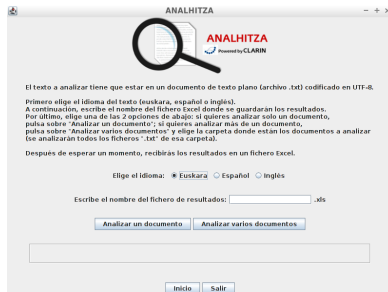 ANALHITZA
ANALHITZA
Powered by CLARIN
El texto a analizar tiene que estar en un documento de texto plano (archivo .txt) codificado en UTF-8.
Primero elige el idioma del texto (euskara, español o inglés).
A continuación, escribe el nombre del fichero Excel donde se guardarán los resultados.
Por último, elige una de las 2 opciones de abajo: si quieres analizar solo un documento,
pulsa sobre "Analizar un documento"; si quieres analizar más de un documento,
pulsa sobre "Analizar varios documentos" y elige la carpeta donde están los documentos a analizar
(se analizarán todos los ficheros ".txt" de esa carpeta).
Después de esperar un momento, recibirás los resultados en un fichero Excel.
Elige el idioma: Euskara Español Inglés
Escribe el nombre del fichero de resultados: .xls
Analizar un documento Analizar varios documentos
Inicio Salir